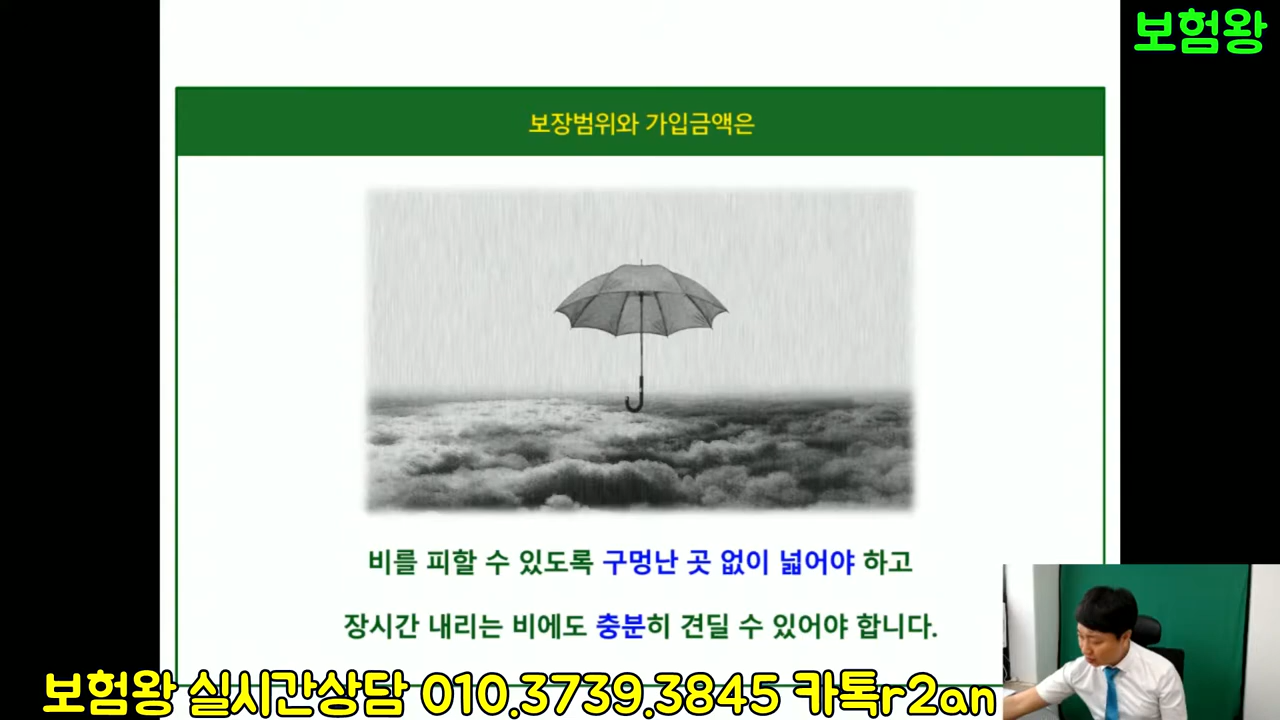 보험왕
보장범위와 가입금액은
비를 피할 수 있도록 구멍난 곳 없이 넓어야 하고
장시간 내리는 비에도 충분히 견딜 수 있어야 합니다.
보험왕 실시간상담 010.3739.3845 카톡r2an